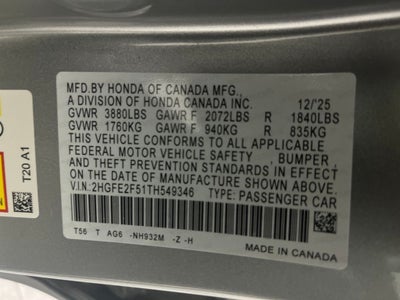 MFD.BY HONDA OF CANADA MFG.,
A DIVISION OF HONDA CANADA INC. 12/'25
GVWR 3880LBS GAWR F 2072LBS R 1840LBS
GVWR 1760KG GAWR F 940KG R 835KG
THIS VEHICLE CONFORMS TO ALL APPLICABLE
FEDERAL MOTOR VEHICLE SAFETY , BUMPER ,
AND THEFT PREVENTION STANDARDS IN EFFECT
ON THE DATE OF MANUFACTURE SHOWN ABOVE.
V.I.N.:2HGFE2F51TH549346 TYPE: PASSENGER CAR
T56 T AG6 -NH932M -Z -H
MADE IN CANADA
T20 A1